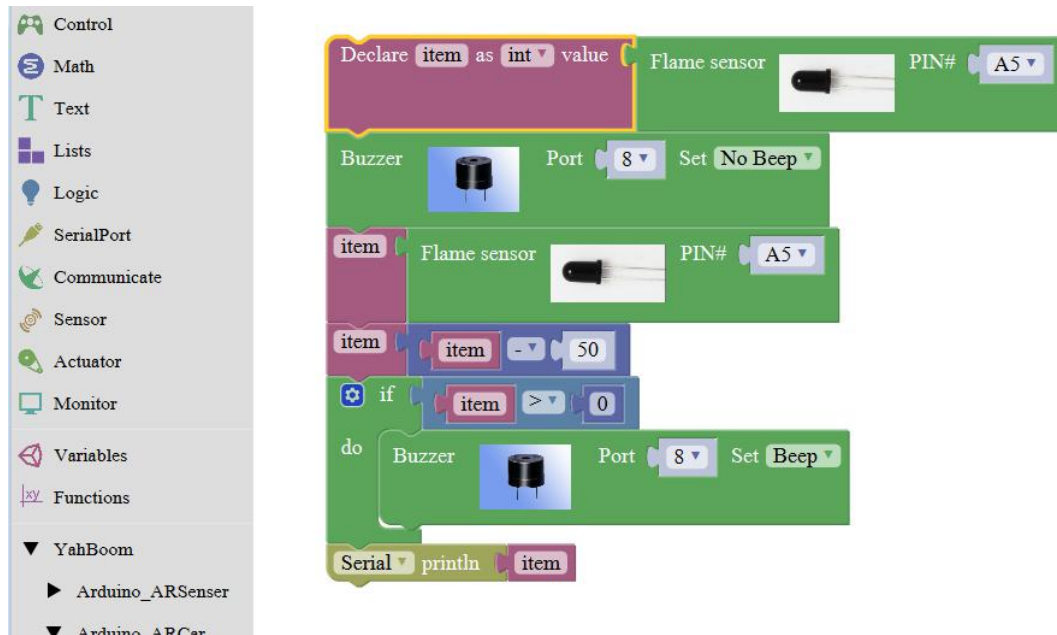 Control
Math
Text
Lists
Logic
SerialPort
Communicate
Sensor
Actuator
Monitor
Variables
xy Functions
YahBoom
Arduino_ARSenser
Arduino_ARCar
Declare item as int value Flame sensor PIN# A5
Buzzer Port 8 Set No Beep
item Flame sensor PIN# A5
item item - 50
if item > 0
do Buzzer Port 8 Set Beep
Serial println item